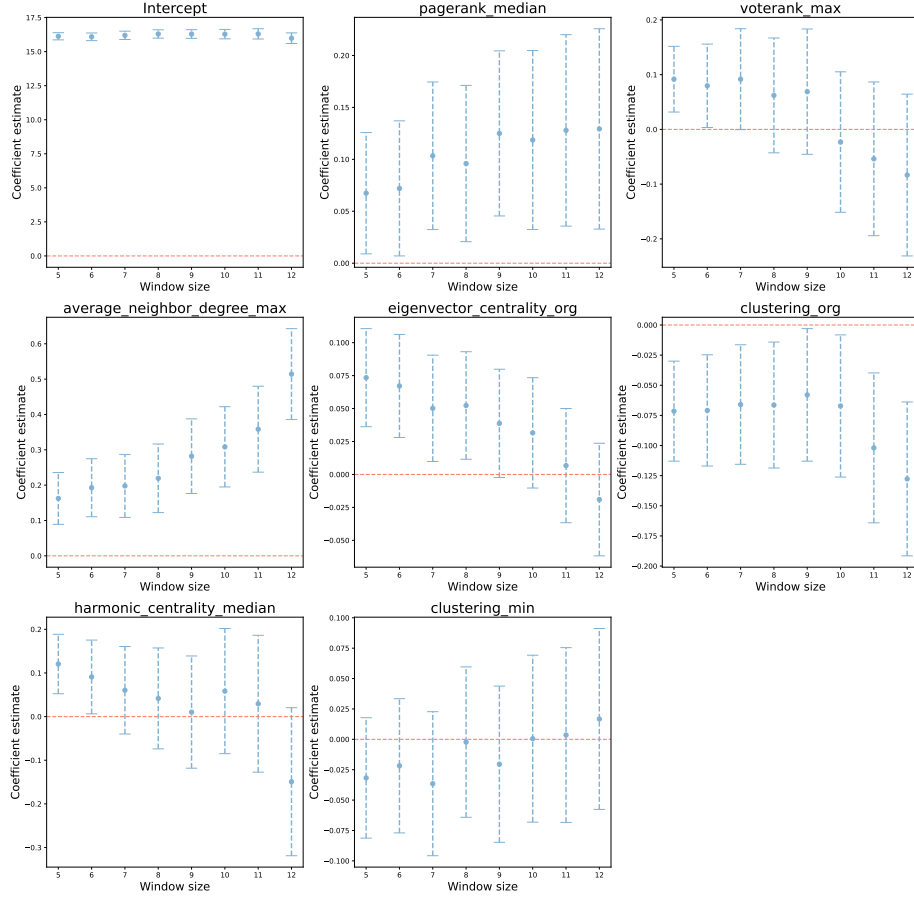 Intercept
Coefficient estimate
17.5
15.0
12.5
10.0
7.5
5.0
2.5
0.0
5 6 7 8 9 10 11 12
Window size
pagerank_median
Coefficient estimate
0.20
0.15
0.10
0.05
0.00
5 6 7 8 9 10 11 12
Window size
voterank_max
Coefficient estimate
0.2
0.1
0.0
−0.1
−0.2
5 6 7 8 9 10 11 12
Window size
average_neighbor_degree_max
Coefficient estimate
0.6
0.5
0.4
0.3
0.2
0.1
0.0
5 6 7 8 9 10 11 12
Window size
eigenvector_centrality_org
Coefficient estimate
0.100
0.075
0.050
0.025
0.000
−0.025
−0.050
5 6 7 8 9 10 11 12
Window size
clustering_org
Coefficient estimate
0.000
−0.025
−0.050
−0.075
−0.100
−0.125
−0.150
−0.175
−0.200
5 6 7 8 9 10 11 12
Window size
harmonic_centrality_median
Coefficient estimate
0.2
0.1
0.0
−0.1
−0.2
−0.3
5 6 7 8 9 10 11 12
Window size
clustering_min
Coefficient estimate
0.100
0.075
0.050
0.025
0.000
−0.025
−0.050
−0.075
−0.100
5 6 7 8 9 10 11 12
Window size